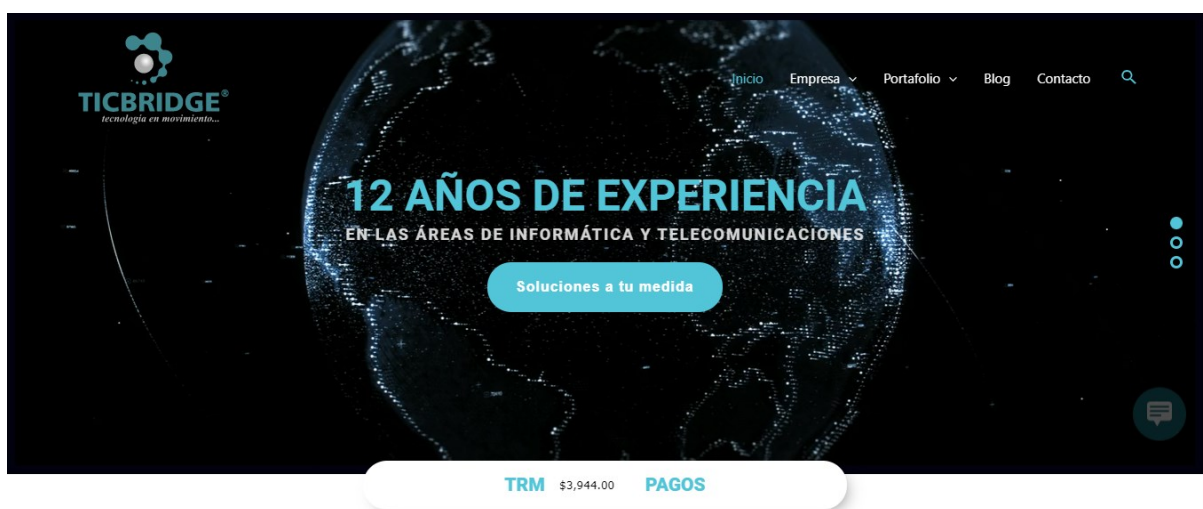 TICBRIDGE®
tecnología en movimiento...
Inicio Empresa Portafolio Blog Contacto
12 AÑOS DE EXPERIENCIA
EN LAS ÁREAS DE INFORMÁTICA Y TELECOMUNICACIONES
Soluciones a tu medida
TRM $3,944.00 PAGOS